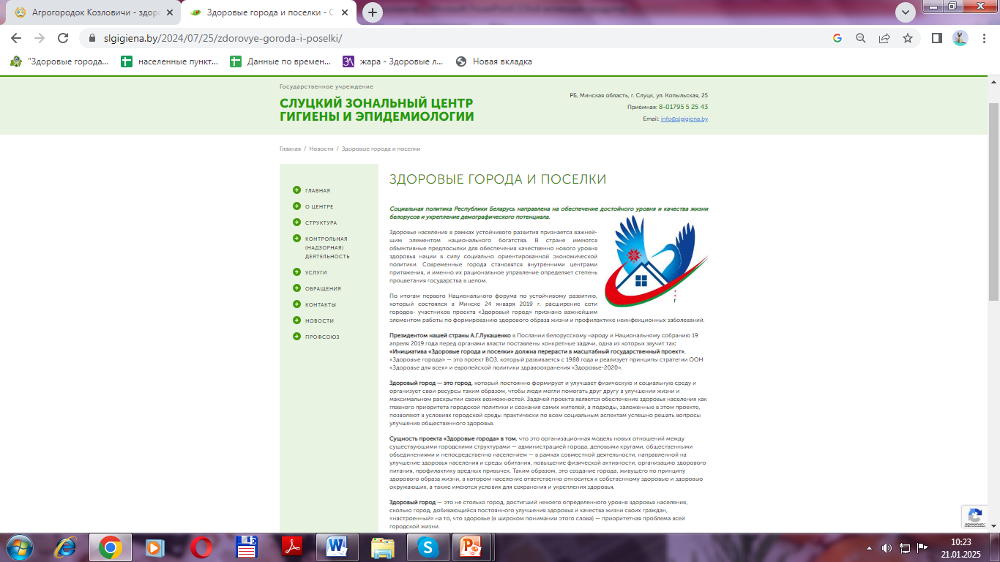 Агрогородок Козловичи - здоро
Здоровые города и поселки - С
slgigiena.by/2024/07/25/zdorovye-goroda-i-poselki/
"Здоровые города...
населенные пункт...
Данные по времен...
жара - Здоровые л...
Новая вкладка
Государственное учреждение
СЛУЦКИЙ ЗОНАЛЬНЫЙ ЦЕНТР
ГИГИЕНЫ И ЭПИДЕМИОЛОГИИ
РБ, Минская область, г. Слуцк, ул. Копыльская, 25
Приёмная: 8-01795 5 25 43
Email: info@slgigiena.by
Главная / Новости / Здоровые города и поселки
ГЛАВНАЯ
О ЦЕНТРЕ
СТРУКТУРА
КОНТРОЛЬНАЯ
(НАДЗОРНАЯ)
ДЕЯТЕЛЬНОСТЬ
УСЛУГИ
ОБРАЩЕНИЯ
КОНТАКТЫ
НОВОСТИ
ПРОФСОЮЗ
ЗДОРОВЫЕ ГОРОДА И ПОСЕЛКИ
Социальная политика Республики Беларусь направлена на обеспечение достойного уровня и качества жизни
белорусов и укрепление демографического потенциала.
Здоровье населения в рамках устойчивого развития признается важней-
шим элементом национального богатства. В стране имеются
объективные предпосылки для обеспечения качественно нового уровня
здоровья нации в силу социально ориентированной экономической
политики. Современные города становятся внутренними центрами
притяжения, и именно их рациональное управление определяет степень
процветания государства в целом.
По итогам первого Национального форума по устойчивому развитию,
который состоялся в Минске 24 января 2019 г. расширение сети
городов- участников проекта «Здоровый город» признано важнейшим
элементом работы по формированию здорового образа жизни и профилактике неинфекционных заболеваний.
Президентом нашей страны А.Г.Лукашенко в Послании белорусскому народу и Национальному собранию 19
апреля 2019 года перед органами власти поставлены конкретные задачи, одна из которых звучит так:
«Инициатива «Здоровые города и поселки» должна перерасти в масштабный государственный проект».
«Здоровые города» — это проект ВОЗ, который развивается с 1988 года и реализует принципы стратегии ООН
«Здоровье для всех» и европейской политики здравоохранения «Здоровье-2020».
Здоровый город — это город, который постоянно формирует и улучшает физическую и социальную среду и
организует свои ресурсы таким образом, чтобы люди могли помогать друг другу в улучшении жизни и
максимальном раскрытии своих возможностей. Задачей проекта является обеспечение здоровья населения как
главного приоритета городской политики и сознания самих жителей, а подходы, заложенные в этом проекте,
позволяют в условиях городской среды практически по всем социальным аспектам успешно решать вопросы
улучшения общественного здоровья.
Сущность проекта «Здоровые города» в том, что это организационная модель новых отношений между
существующими городскими структурами — администрацией города, деловыми кругами, общественными
объединениями и непосредственно населением — в рамках совместной деятельности, направленной на
улучшение здоровья населения и среды обитания, повышение физической активности, организацию здорового
питания, профилактику вредных привычек. Таким образом, это создание города, живущего по принципу
здорового образа жизни, в котором население ответственно относится к собственному здоровью и здоровью
окружающих, а также имеются условия для сохранения и укрепления здоровья.
Здоровый город — это не столько город, достигший некоего определенного уровня здоровья населения,
сколько город, добивающийся постоянного улучшения здоровья и качества жизни своих граждан,
«настроенный» на то, что здоровье (в широком понимании этого слова) — приоритетная проблема всей
городской жизни.
10:23
21.01.2025